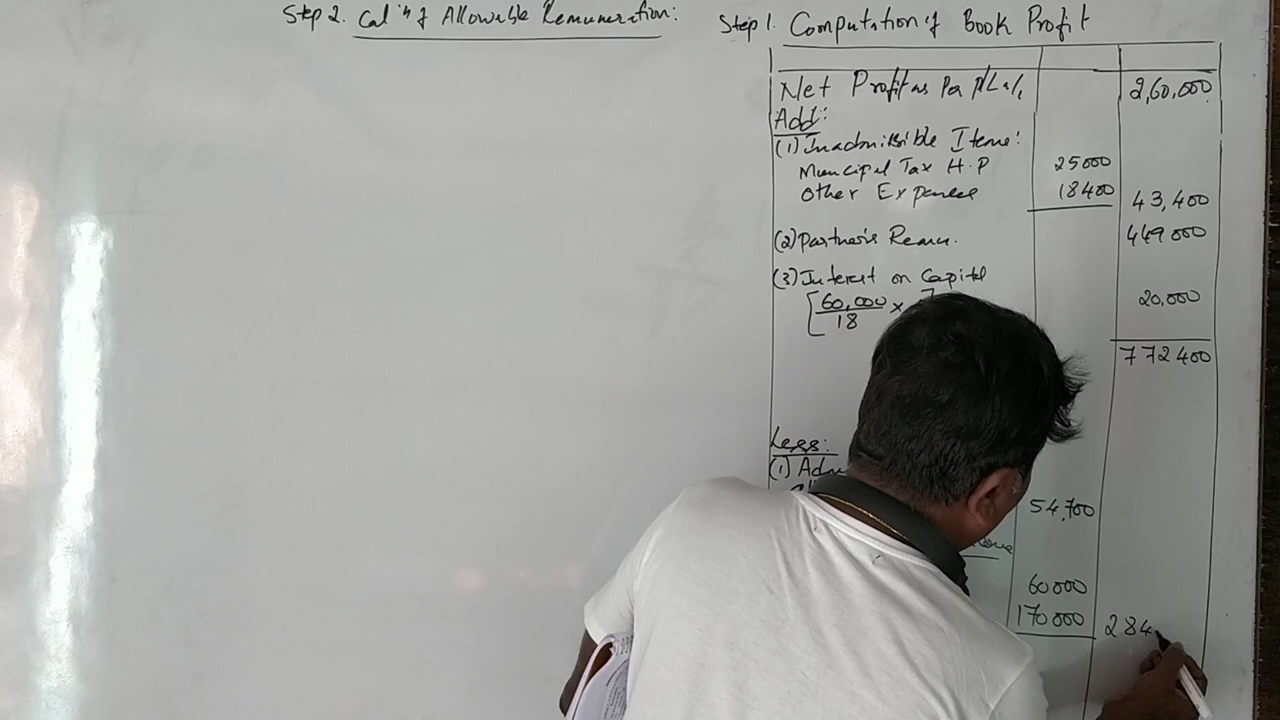 Step 2. Cal"n of Allowable Remuneration:
Step 1. Computation of Book Profit
Net Profit as Per P/L a/c 2,60,000
Add:
(1) Inadmissible Items:
Muncipal Tax H.P 25000
Other Expenses 18400 43,400
(2) Partner's Remu. 449000
(3) Interest on Capital
[60,000/18 × 20,000
772400
Less:
(1)
54,700
60000
170000 284